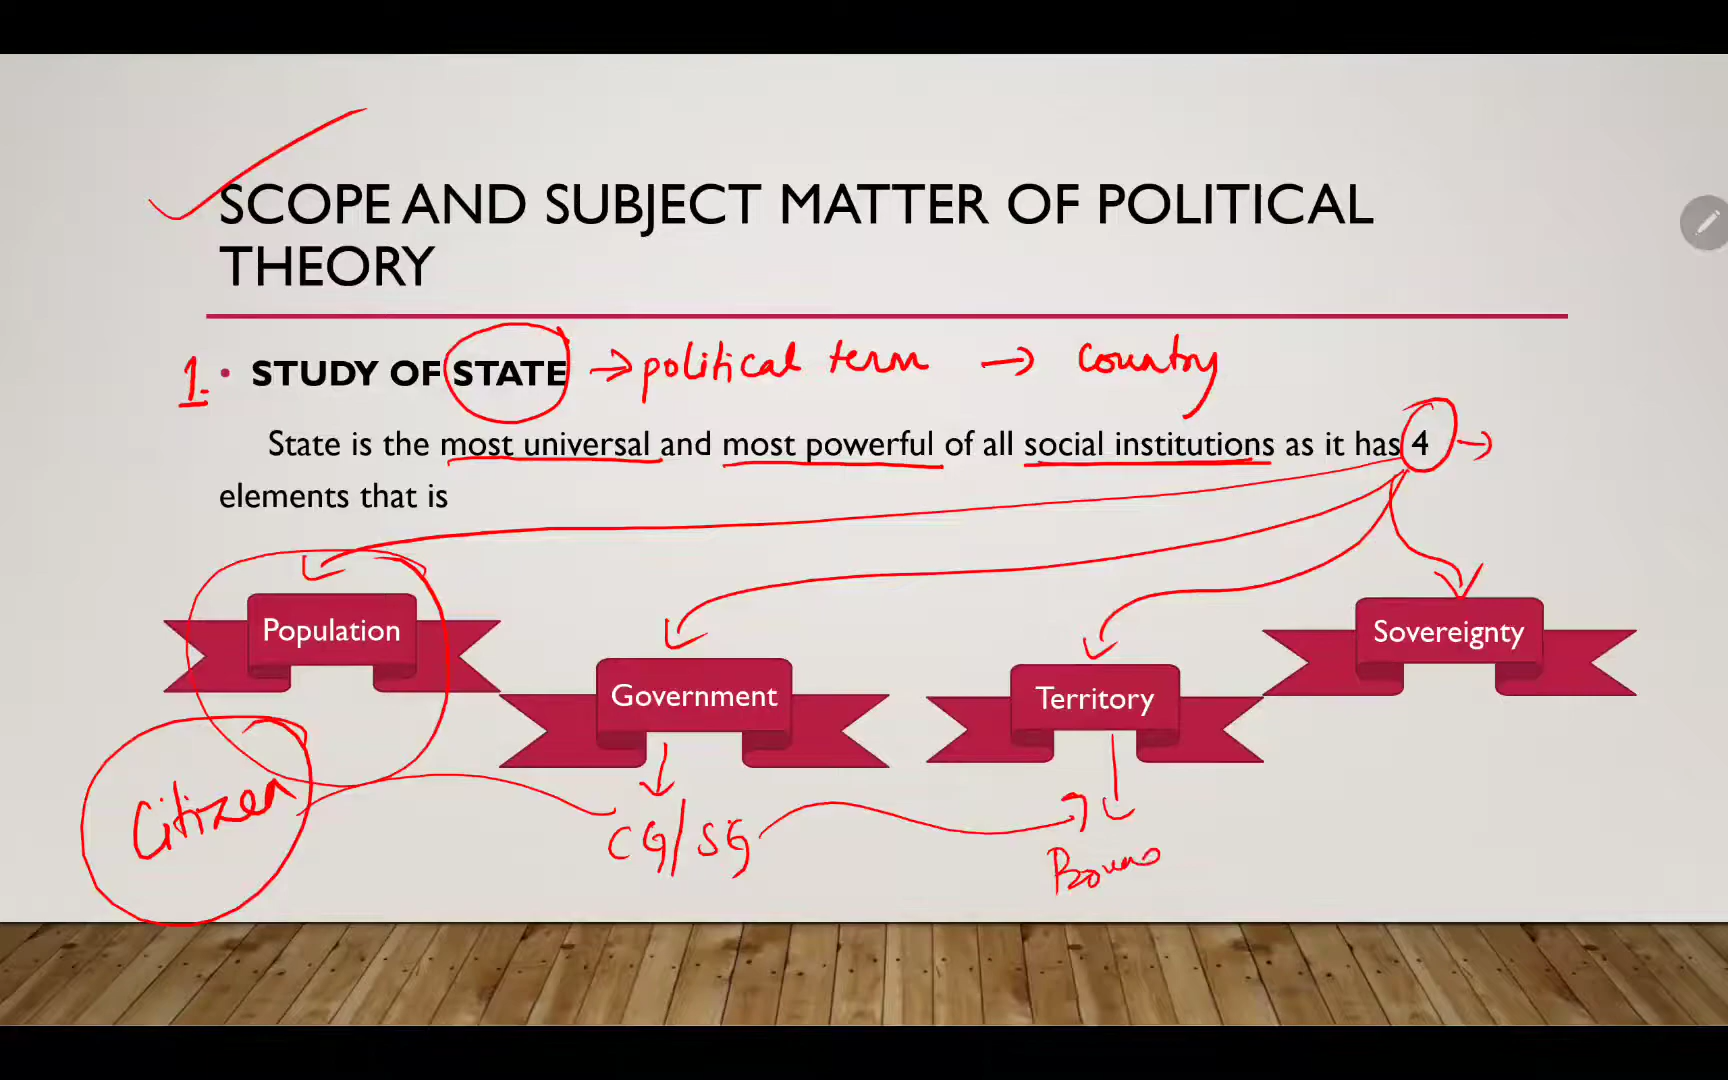 SCOPE AND SUBJECT MATTER OF POLITICAL
THEORY
1. • STUDY OF STATE → political term → Country
State is the most universal and most powerful of all social institutions as it has 4 →
elements that is
Population
Sovereignty
Government
Territory
Citizen
CG/SG